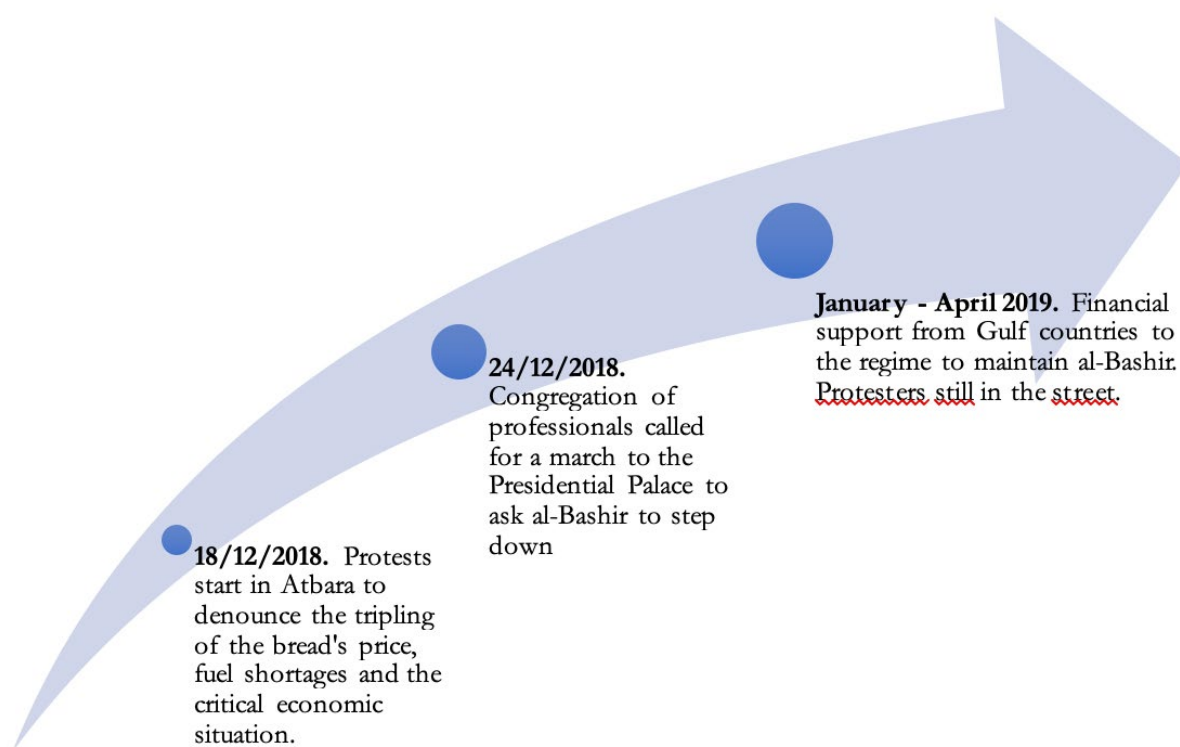 18/12/2018. Protests
start in Atbara to
denounce the tripling
of the bread's price,
fuel shortages and the
critical economic
situation.
24/12/2018.
Congregation of
professionals called
for a march to the
Presidential Palace to
ask al-Bashir to step
down
January - April 2019. Financial
support from Gulf countries to
the regime to maintain al-Bashir.
Protesters still in the street.